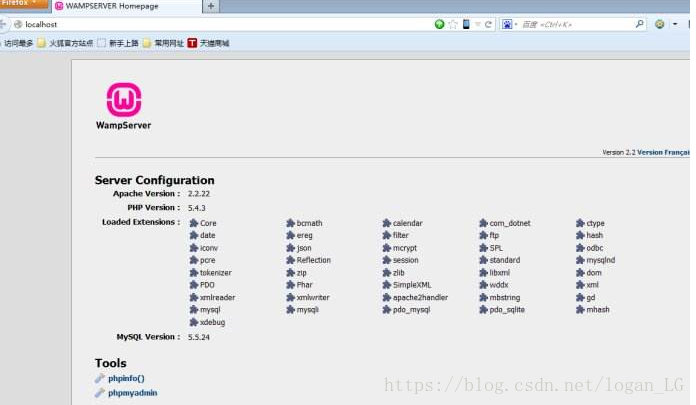 Firefox
WAMPSERVER Homepage
localhost
百度 <Ctrl+K>
访问最多 火狐官方站点 新手上路 常用网址 天猫商城
WampServer
Version 2.2 Version Françai
Server Configuration
Apache Version : 2.2.22
PHP Version : 5.4.3
Loaded Extensions : Core bcmath calendar com_dotnet ctype
date ereg filter ftp hash
iconv json mcrypt SPL odbc
pcre Reflection session standard mysqlnd
tokenizer zip zlib libxml dom
PDO Phar SimpleXML wddx xml
xmlreader xmlwriter apache2handler mbstring gd
mysql mysqli pdo_mysql pdo_sqlite mhash
xdebug
MySQL Version : 5.5.24
Tools
phpinfo()
phpmyadmin
https://blog.csdn.net/logan_LG